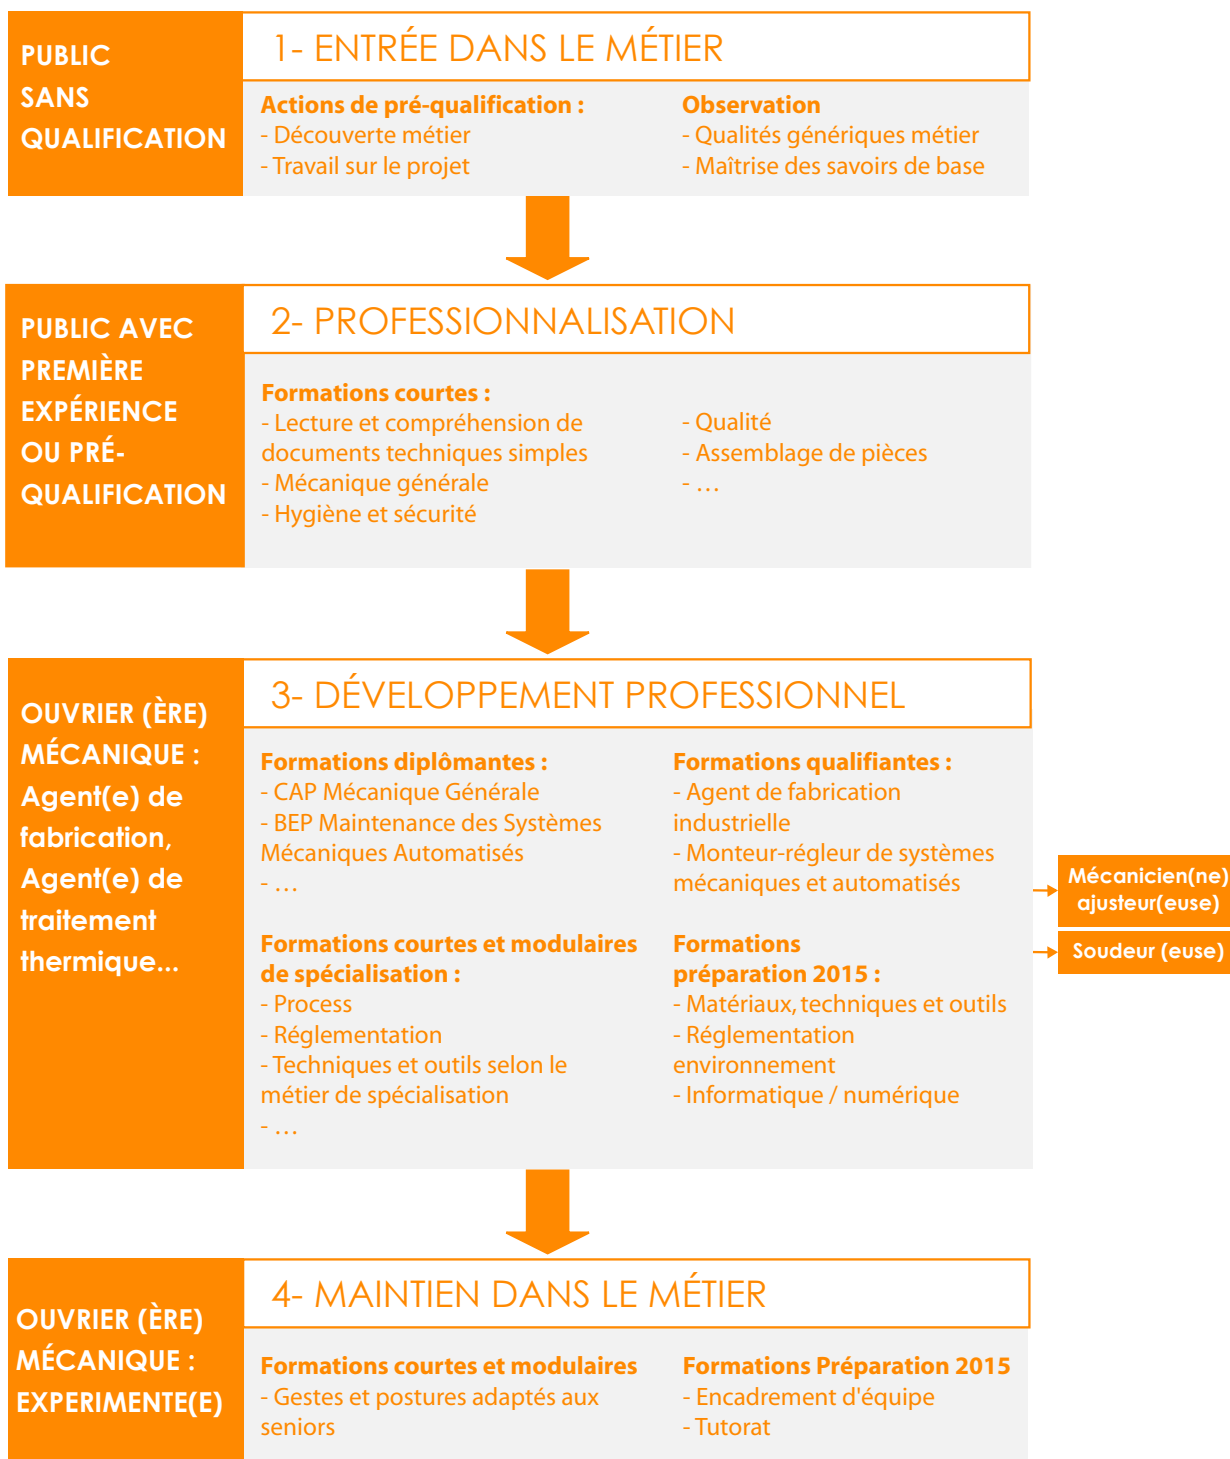 PUBLIC
SANS
QUALIFICATION
1- ENTRÉE DANS LE MÉTIER
Actions de pré-qualification :
- Découverte métier
- Travail sur le projet
Observation
- Qualités génériques métier
- Maîtrise des savoirs de base
PUBLIC AVEC
PREMIÈRE
EXPÉRIENCE
OU PRÉ-
QUALIFICATION
2- PROFESSIONNALISATION
Formations courtes :
- Lecture et compréhension de
documents techniques simples
- Mécanique générale
- Hygiène et sécurité
- Qualité
- Assemblage de pièces
- …
OUVRIER (ÈRE)
MÉCANIQUE :
Agent(e) de
fabrication,
Agent(e) de
traitement
thermique...
3- DÉVELOPPEMENT PROFESSIONNEL
Formations diplômantes :
- CAP Mécanique Générale
- BEP Maintenance des Systèmes
Mécaniques Automatisés
- …
Formations qualifiantes :
- Agent de fabrication
industrielle
- Monteur-régleur de systèmes
mécaniques et automatisés
Formations courtes et modulaires
de spécialisation :
- Process
- Réglementation
- Techniques et outils selon le
métier de spécialisation
- …
Formations
préparation 2015 :
- Matériaux, techniques et outils
- Réglementation
environnement
- Informatique / numérique
Mécanicien(ne)
ajusteur(euse)
Soudeur (euse)
OUVRIER (ÈRE)
MÉCANIQUE :
EXPERIMENTE(E)
4- MAINTIEN DANS LE MÉTIER
Formations courtes et modulaires
- Gestes et postures adaptés aux
seniors
Formations Préparation 2015
- Encadrement d'équipe
- Tutorat